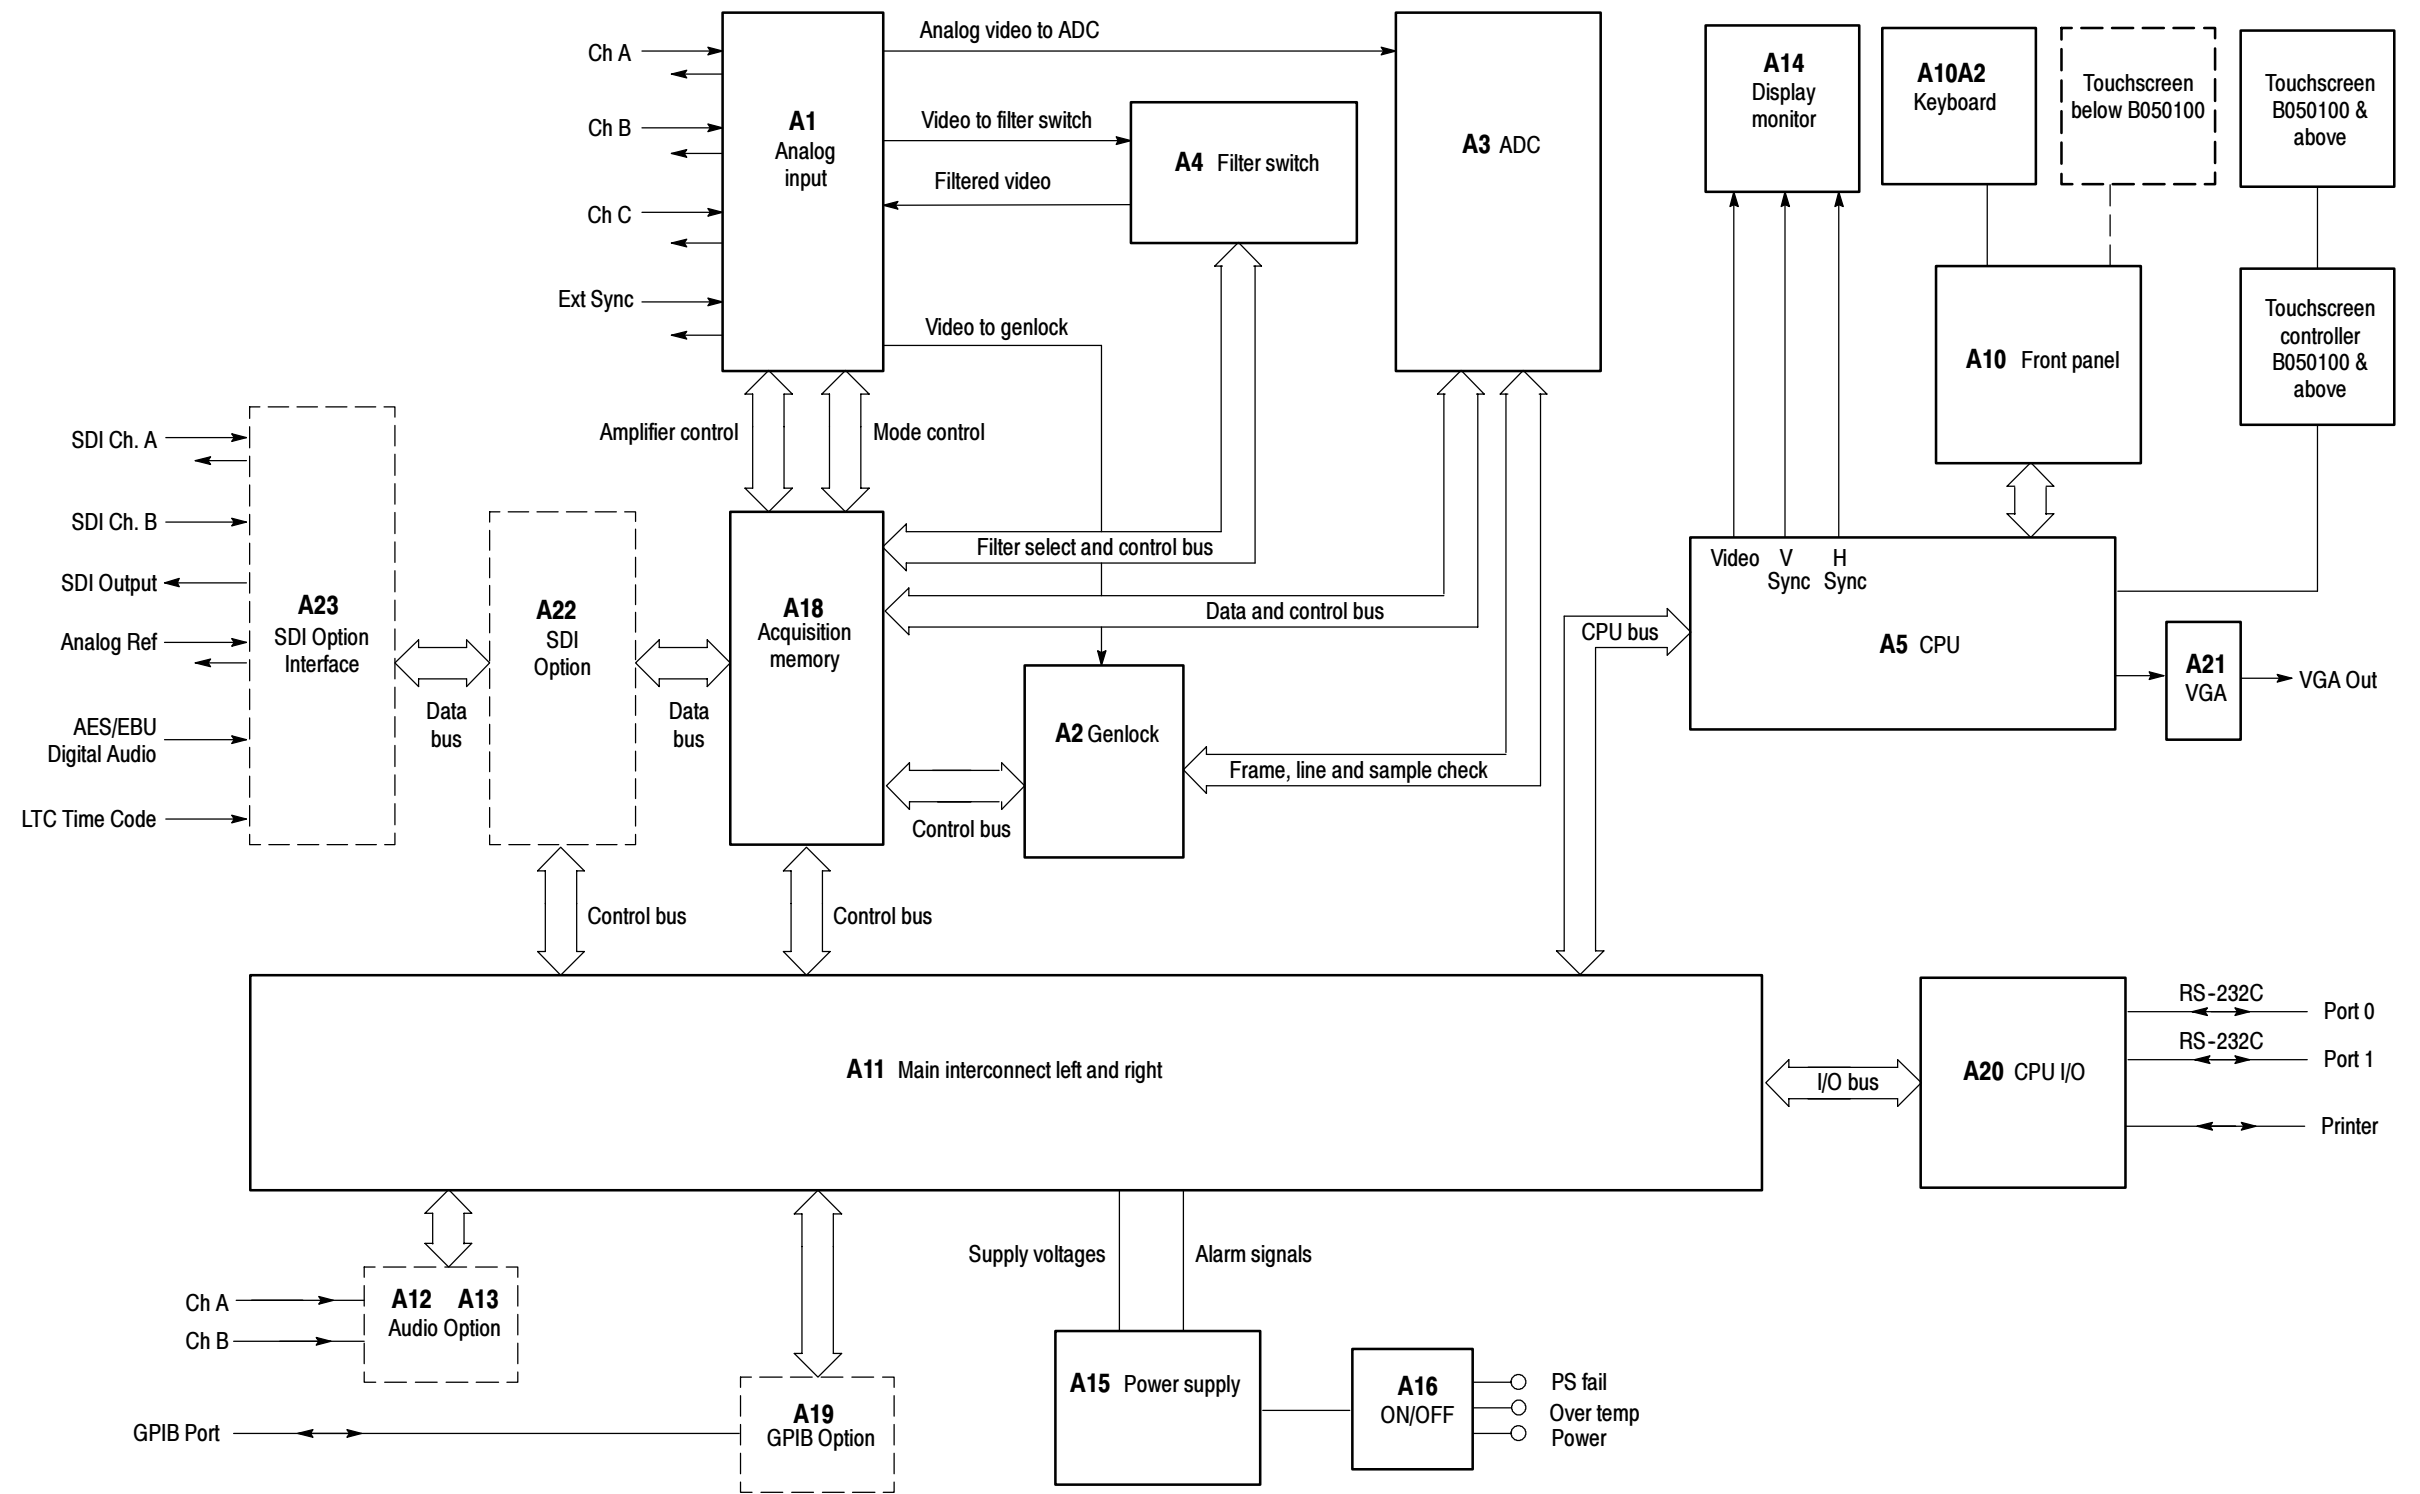 Ch A
Ch B
Ch C
Ext Sync
A1
Analog
input
Analog video to ADC
Video to filter switch
Filtered video
Video to genlock
A4 Filter switch
A3 ADC
A14
Display
monitor
A10A2
Keyboard
Touchscreen
below B050100
Touchscreen
B050100 &
above
Touchscreen
controller
B050100 &
above
A10 Front panel
Amplifier control
Mode control
SDI Ch. A
SDI Ch. B
SDI Output
Analog Ref
AES/EBU
Digital Audio
LTC Time Code
A23
SDI Option
Interface
Data
bus
A22
SDI
Option
Data
bus
A18
Acquisition
memory
Filter select and control bus
Data and control bus
A2 Genlock
Frame, line and sample check
Control bus
Video
V
Sync
H
Sync
CPU bus
A5 CPU
A21
VGA
VGA Out
Control bus
Control bus
A11 Main interconnect left and right
I/O bus
A20 CPU I/O
RS-232C
Port 0
RS-232C
Port 1
Printer
Supply voltages
Alarm signals
Ch A
Ch B
A12 A13
Audio Option
GPIB Port
A19
GPIB Option
A15 Power supply
A16
ON/OFF
PS fail
Over temp
Power